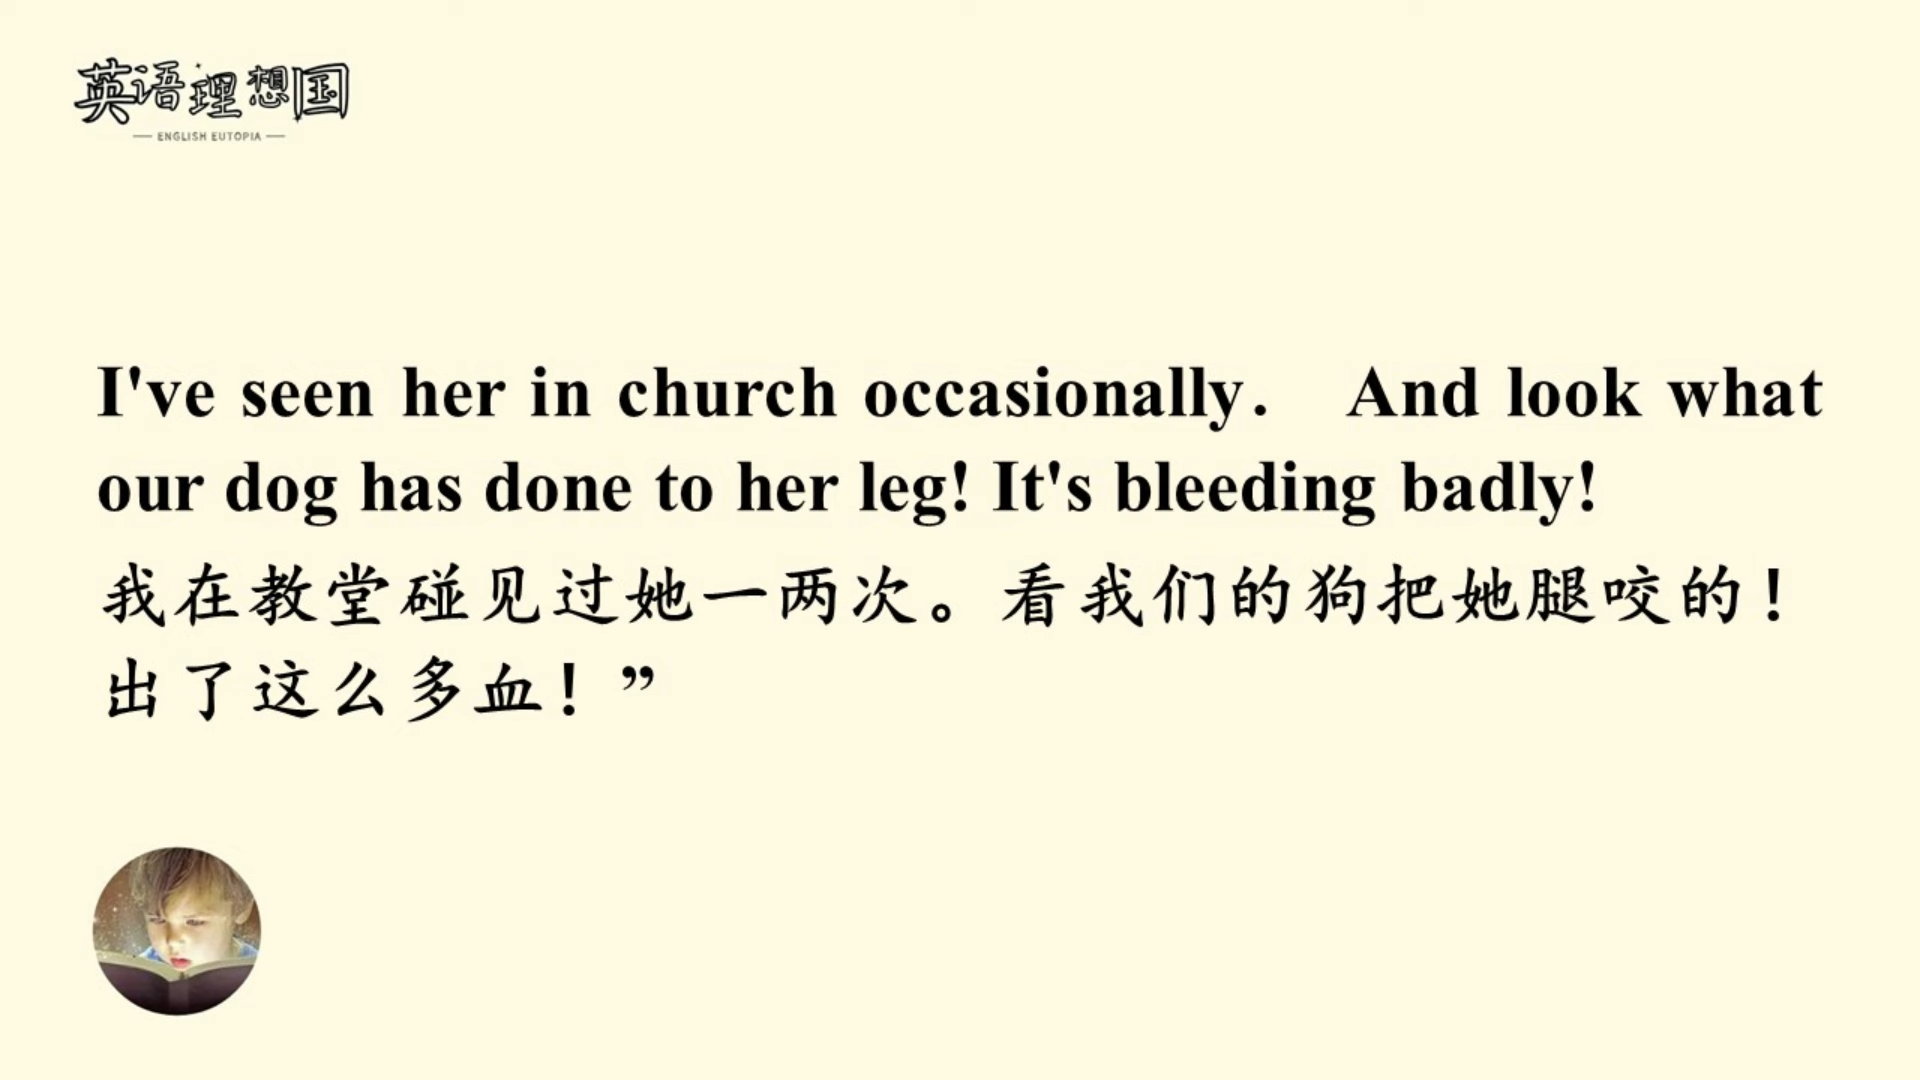 英语理想国
ENGLISH EUTOPIA
I've seen her in church occasionally. And look what
our dog has done to her leg! It's bleeding badly!
我在教堂碰见过她一两次。看我们的狗把她腿咬的！
出了这么多血！”